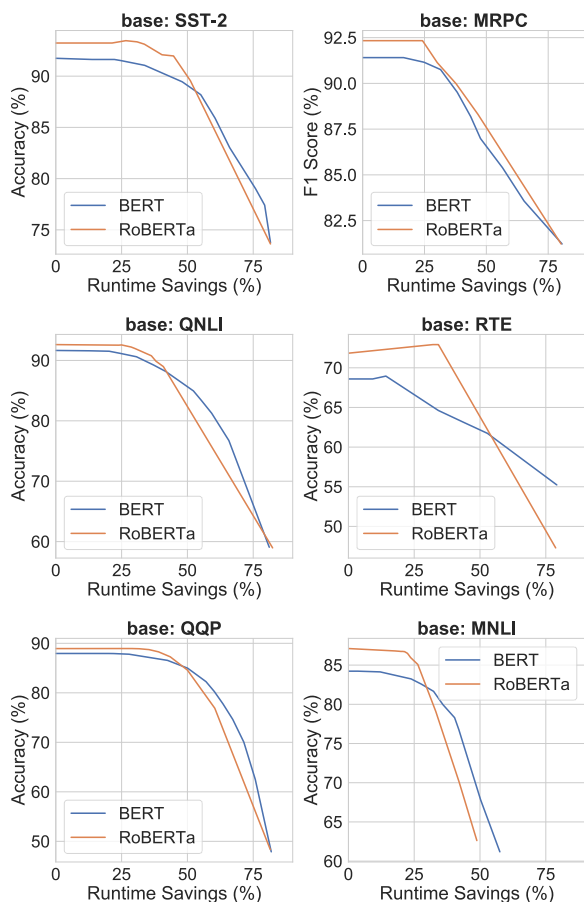 base: SST-2
Accuracy (%)
90
85
80
75
BERT
RoBERTa
0 25 50 75
Runtime Savings (%)
base: MRPC
F1 Score (%)
92.5
90.0
87.5
85.0
82.5
BERT
RoBERTa
0 25 50 75
Runtime Savings (%)
base: QNLI
Accuracy (%)
90
80
70
60
BERT
RoBERTa
0 25 50 75
Runtime Savings (%)
base: RTE
Accuracy (%)
70
65
60
55
50
BERT
RoBERTa
0 25 50 75
Runtime Savings (%)
base: QQP
Accuracy (%)
90
80
70
60
50
BERT
RoBERTa
0 25 50 75
Runtime Savings (%)
base: MNLI
Accuracy (%)
85
80
75
70
65
60
BERT
RoBERTa
0 25 50 75
Runtime Savings (%)